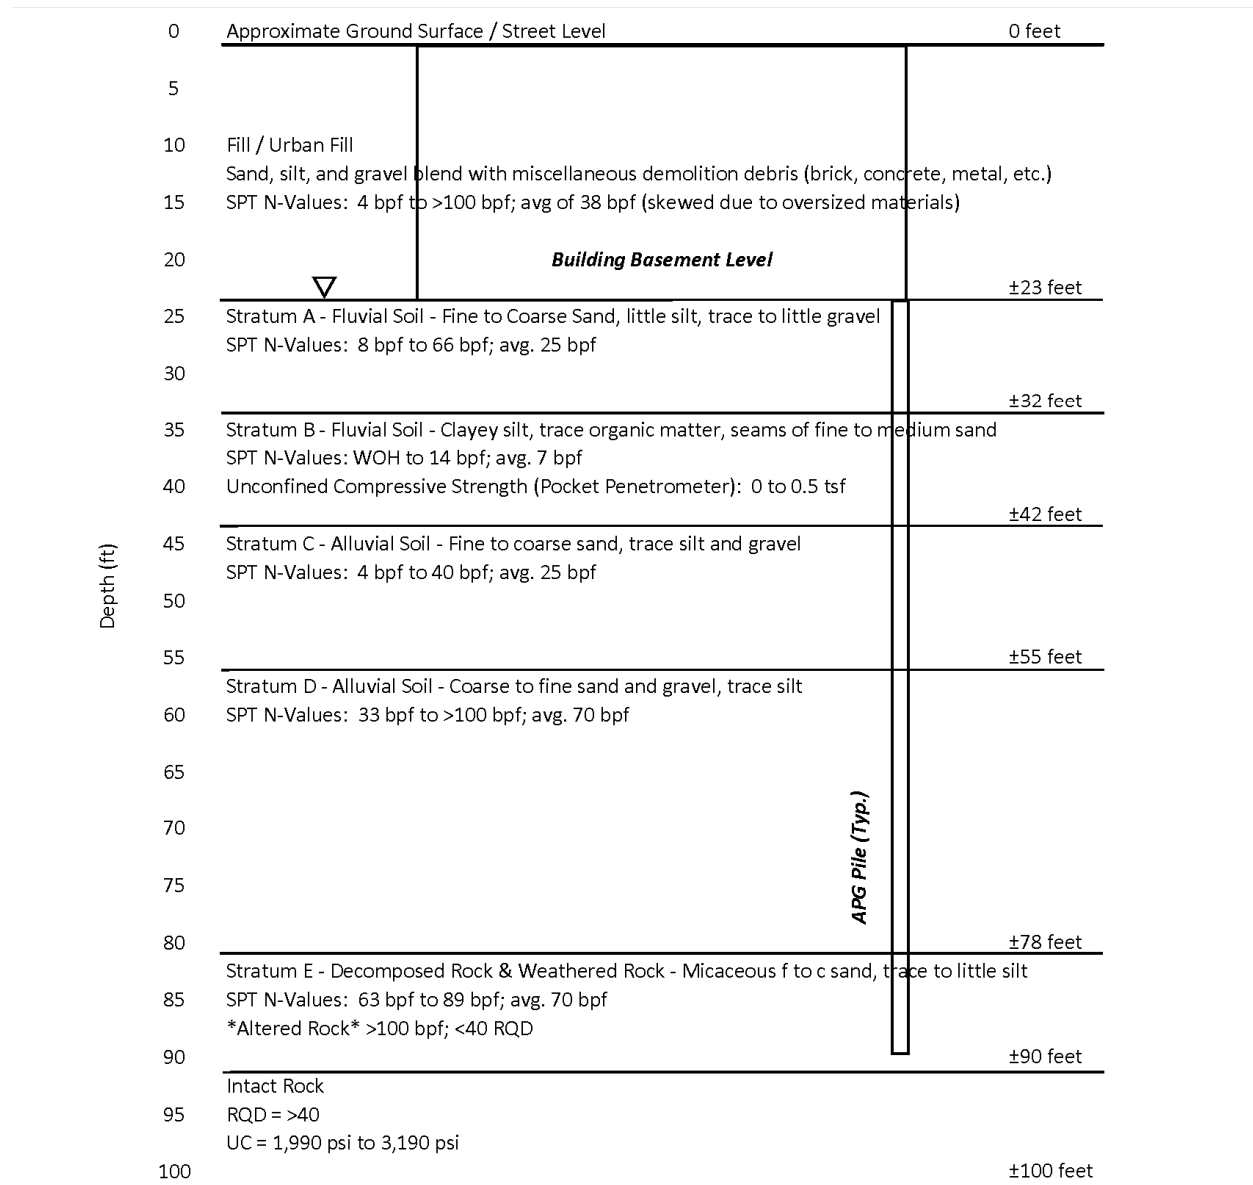 0 Approximate Ground Surface / Street Level 0 feet
5
10 Fill / Urban Fill
Sand, silt, and gravel blend with miscellaneous demolition debris (brick, concrete, metal, etc.)
15 SPT N-Values: 4 bpf to >100 bpf; avg of 38 bpf (skewed due to oversized materials)
20 Building Basement Level
±23 feet
25 Stratum A - Fluvial Soil - Fine to Coarse Sand, little silt, trace to little gravel
SPT N-Values: 8 bpf to 66 bpf; avg. 25 bpf
30
±32 feet
35 Stratum B - Fluvial Soil - Clayey silt, trace organic matter, seams of fine to medium sand
SPT N-Values: WOH to 14 bpf; avg. 7 bpf
40 Unconfined Compressive Strength (Pocket Penetrometer): 0 to 0.5 tsf
±42 feet
45 Stratum C - Alluvial Soil - Fine to coarse sand, trace silt and gravel
SPT N-Values: 4 bpf to 40 bpf; avg. 25 bpf
Depth (ft)
50
55 ±55 feet
Stratum D - Alluvial Soil - Coarse to fine sand and gravel, trace silt
60 SPT N-Values: 33 bpf to >100 bpf; avg. 70 bpf
65
70
75
APG Pile (Typ.)
80 ±78 feet
Stratum E - Decomposed Rock & Weathered Rock - Micaceous f to c sand, trace to little silt
85 SPT N-Values: 63 bpf to 89 bpf; avg. 70 bpf
*Altered Rock* >100 bpf; <40 RQD
90 ±90 feet
Intact Rock
95 RQD = >40
UC = 1,990 psi to 3,190 psi
100 ±100 feet